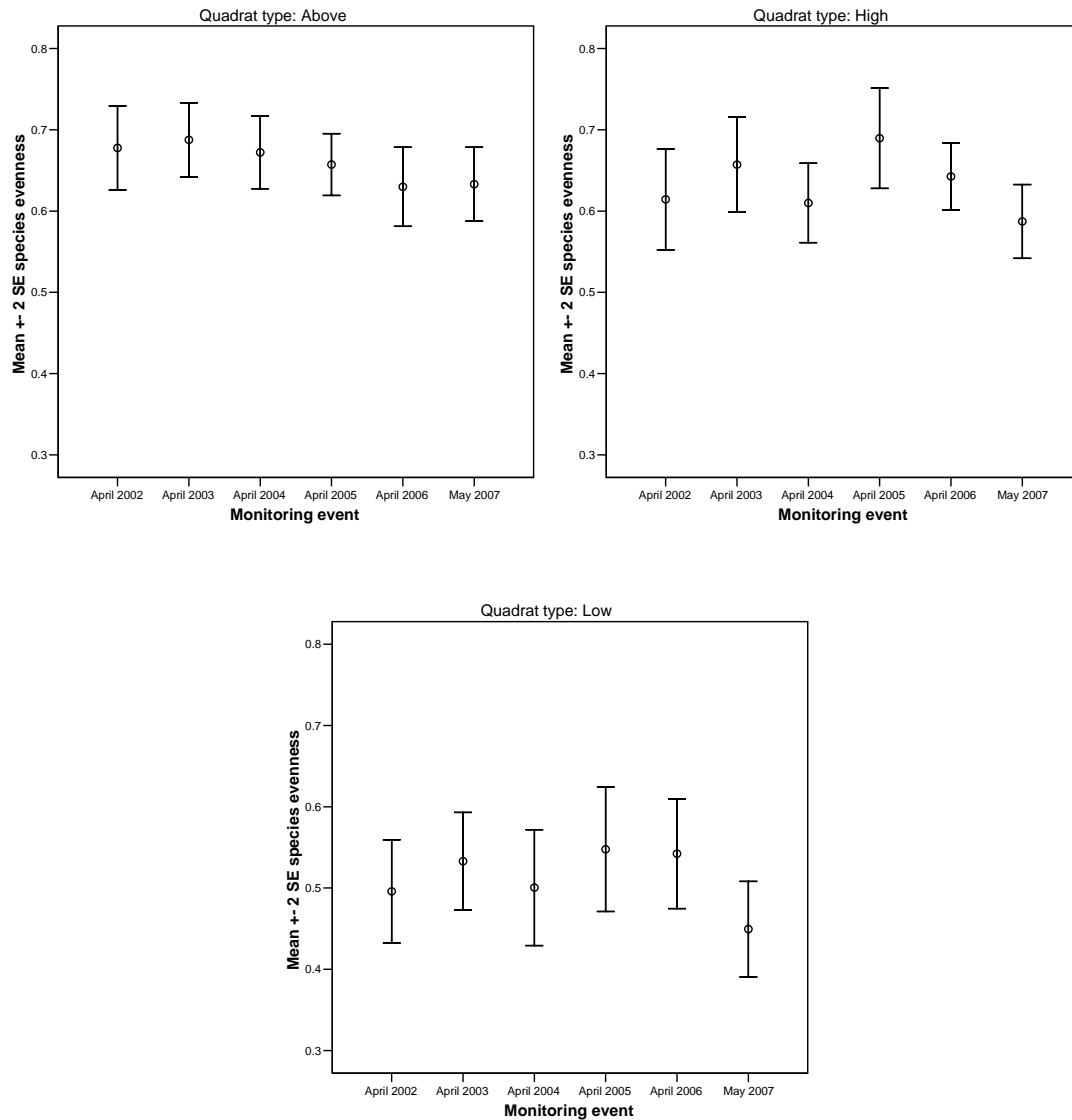 Quadrat type: Above
Mean +- 2 SE species evenness
0.8
0.7
0.6
0.5
0.4
0.3
April 2002 April 2003 April 2004 April 2005 April 2006 May 2007
Monitoring event
Quadrat type: High
Mean +- 2 SE species evenness
0.8
0.7
0.6
0.5
0.4
0.3
April 2002 April 2003 April 2004 April 2005 April 2006 May 2007
Monitoring event
Quadrat type: Low
Mean +- 2 SE species evenness
0.8
0.7
0.6
0.5
0.4
0.3
April 2002 April 2003 April 2004 April 2005 April 2006 May 2007
Monitoring event